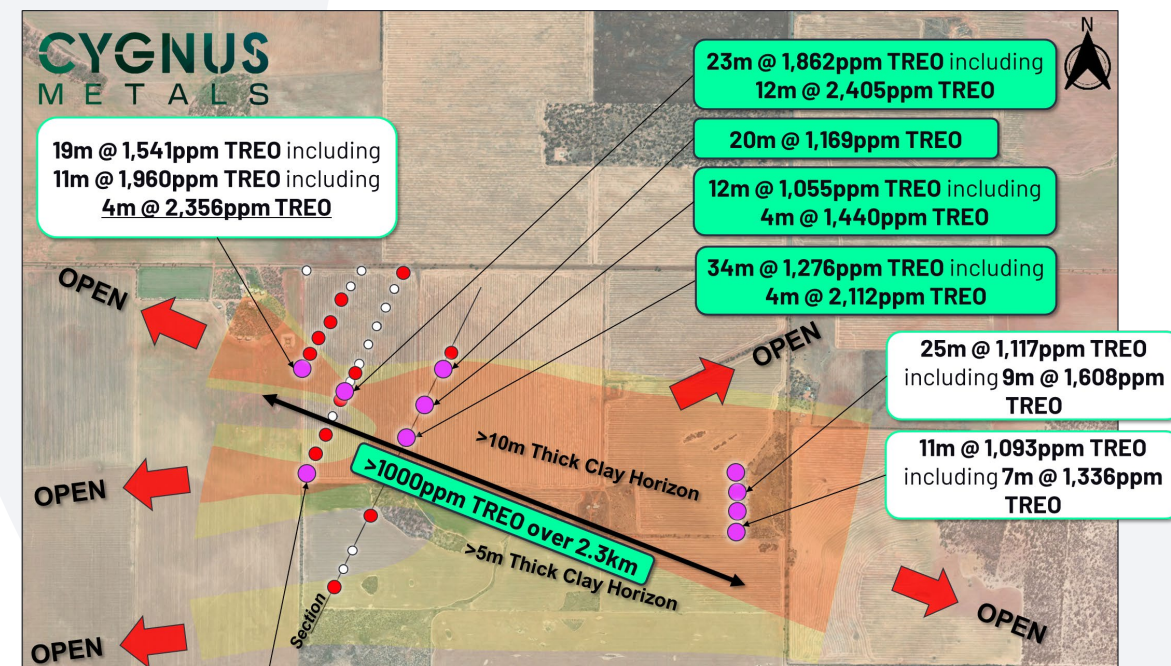 CYGNUS
METALS
N
23m @ 1,862ppm TREO including
12m @ 2,405ppm TREO
19m @ 1,541ppm TREO including
11m @ 1,960ppm TREO including
4m @ 2,356ppm TREO
20m @ 1,169ppm TREO
12m @ 1,055ppm TREO including
4m @ 1,440ppm TREO
34m @ 1,276ppm TREO including
4m @ 2,112ppm TREO
OPEN
OPEN
25m @ 1,117ppm TREO
including 9m @ 1,608ppm
TREO
11m @ 1,093ppm TREO
including 7m @ 1,336ppm
TREO
>10m Thick Clay Horizon
>1000ppm TREO over 2.3km
>5m Thick Clay Horizon
OPEN
Section
OPEN
OPEN